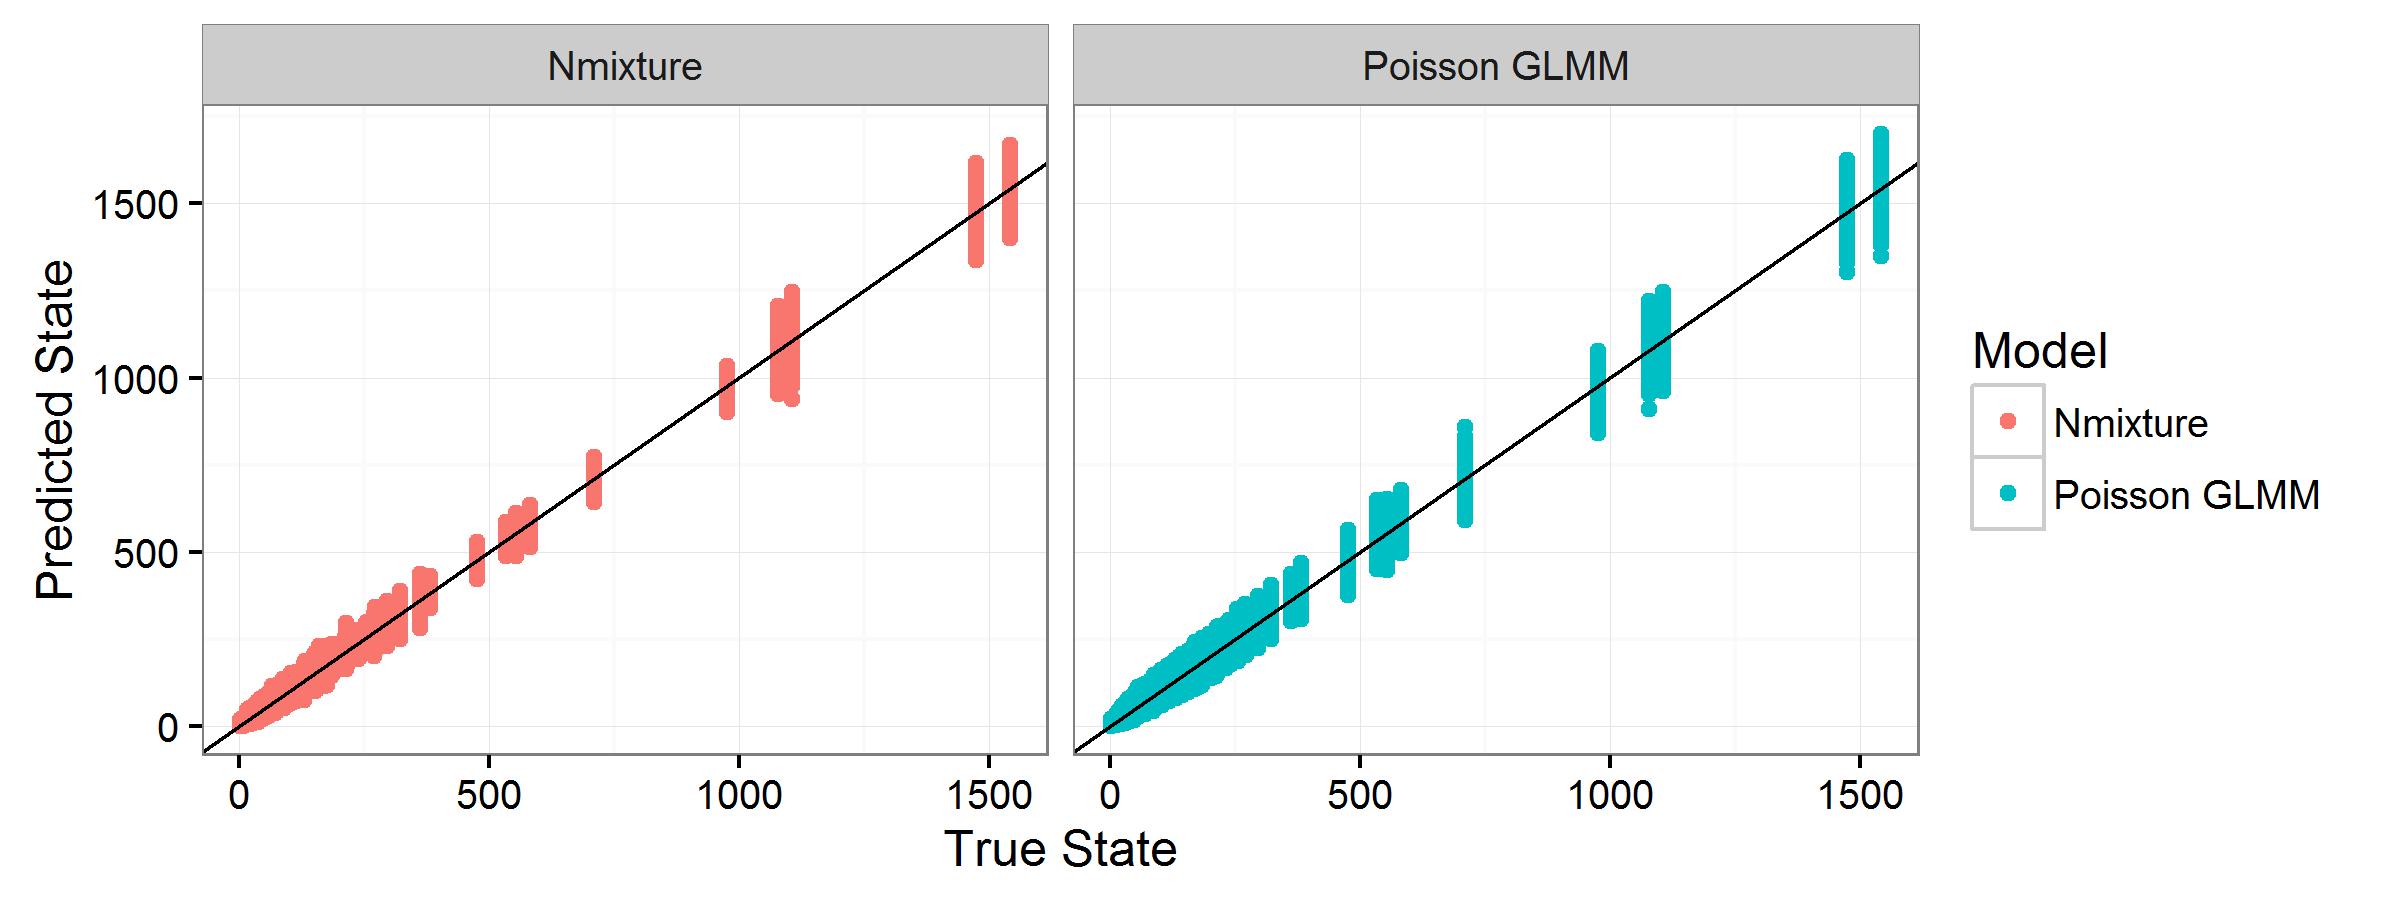 Nmixture
Poisson GLMM
Predicted State
1500
1000
500
0
0 500 1000 1500
0 500 1000 1500
True State
Model
Nmixture
Poisson GLMM